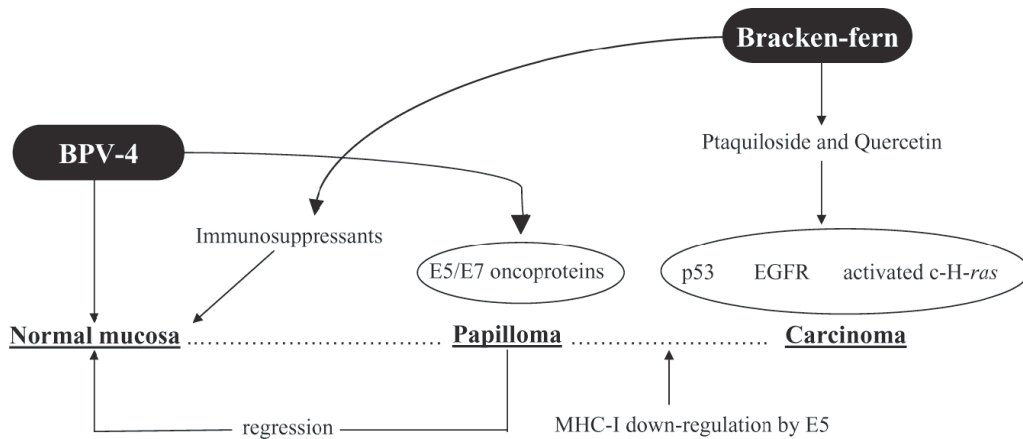 Bracken-fern
BPV-4
Ptaquiloside and Quercetin
Immunosuppressants
E5/E7 oncoproteins
p53 EGFR activated c-H-ras
Normal mucosa Papilloma Carcinoma
regression
MHC-I down-regulation by E5